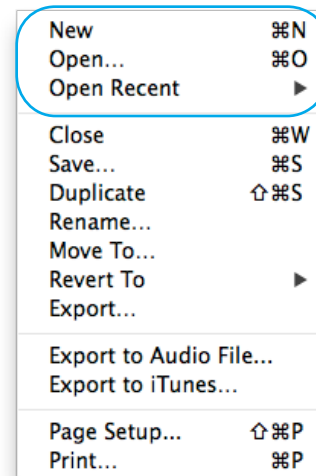 New ⌘N
Open... ⌘O
Open Recent ▶
Close ⌘W
Save... ⌘S
Duplicate ⇧⌘S
Rename...
Move To...
Revert To ▶
Export...
Export to Audio File...
Export to iTunes...
Page Setup... ⇧⌘P
Print... ⌘P